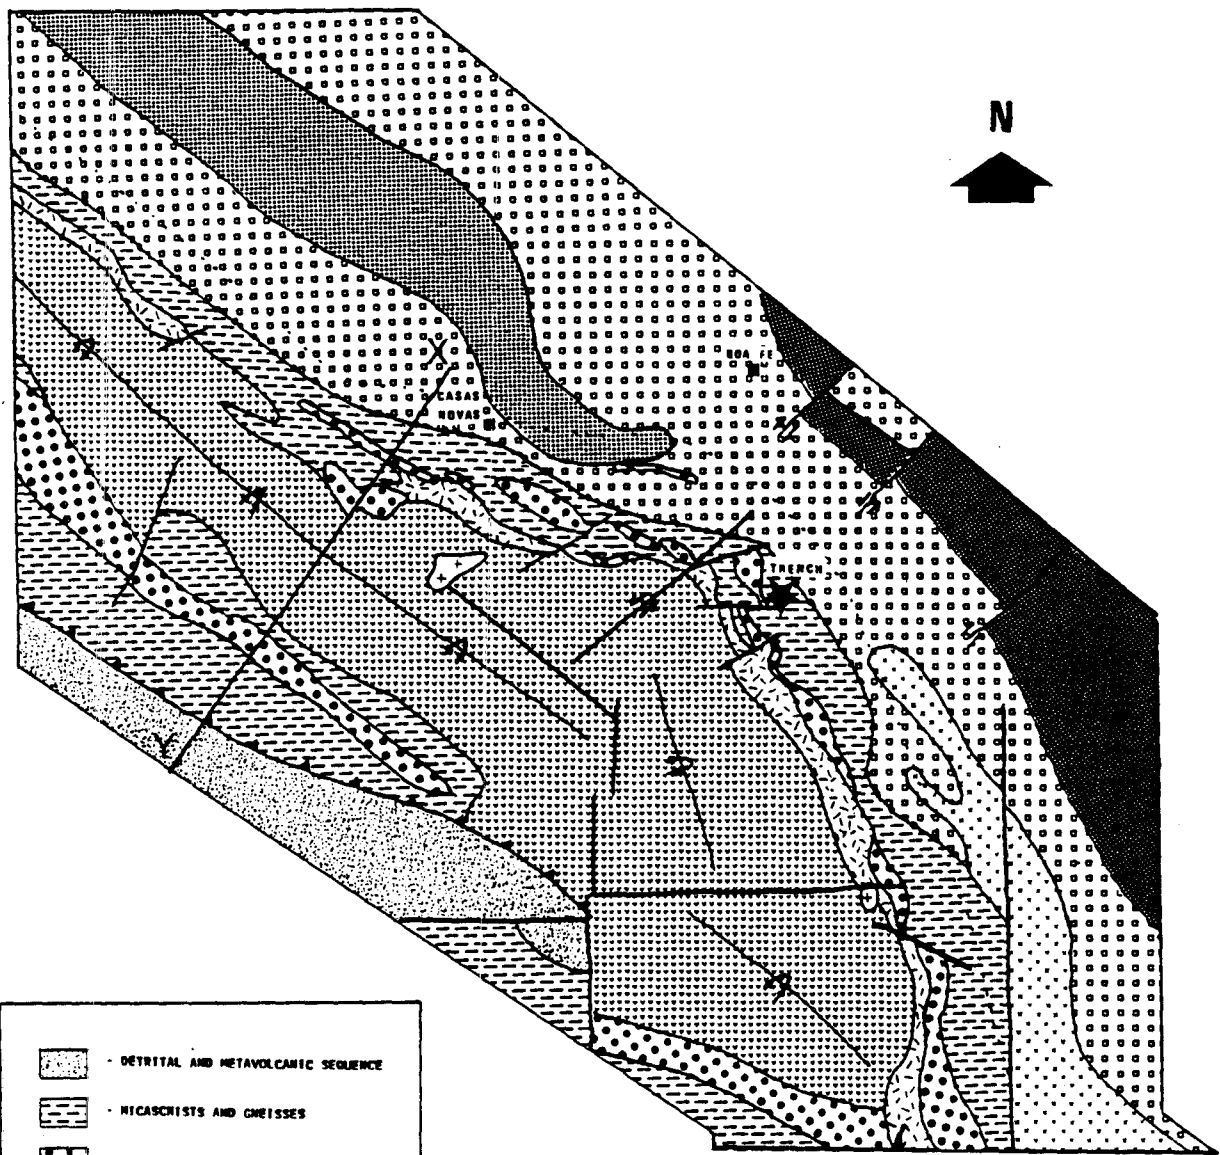 N
X
CASAS
NOVAS
BOA FE
TRENCH
Y
- DETRITAL AND METAVOLCANIC SEQUENCE
- MICASCHISTS AND GNEISSES